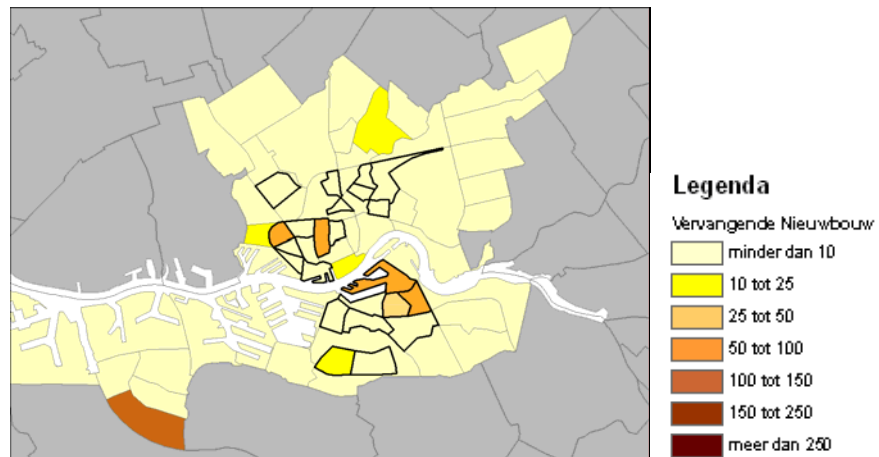 Legenda
Vervangende Nieuwbouw
minder dan 10
10 tot 25
25 tot 50
50 tot 100
100 tot 150
150 tot 250
meer dan 250